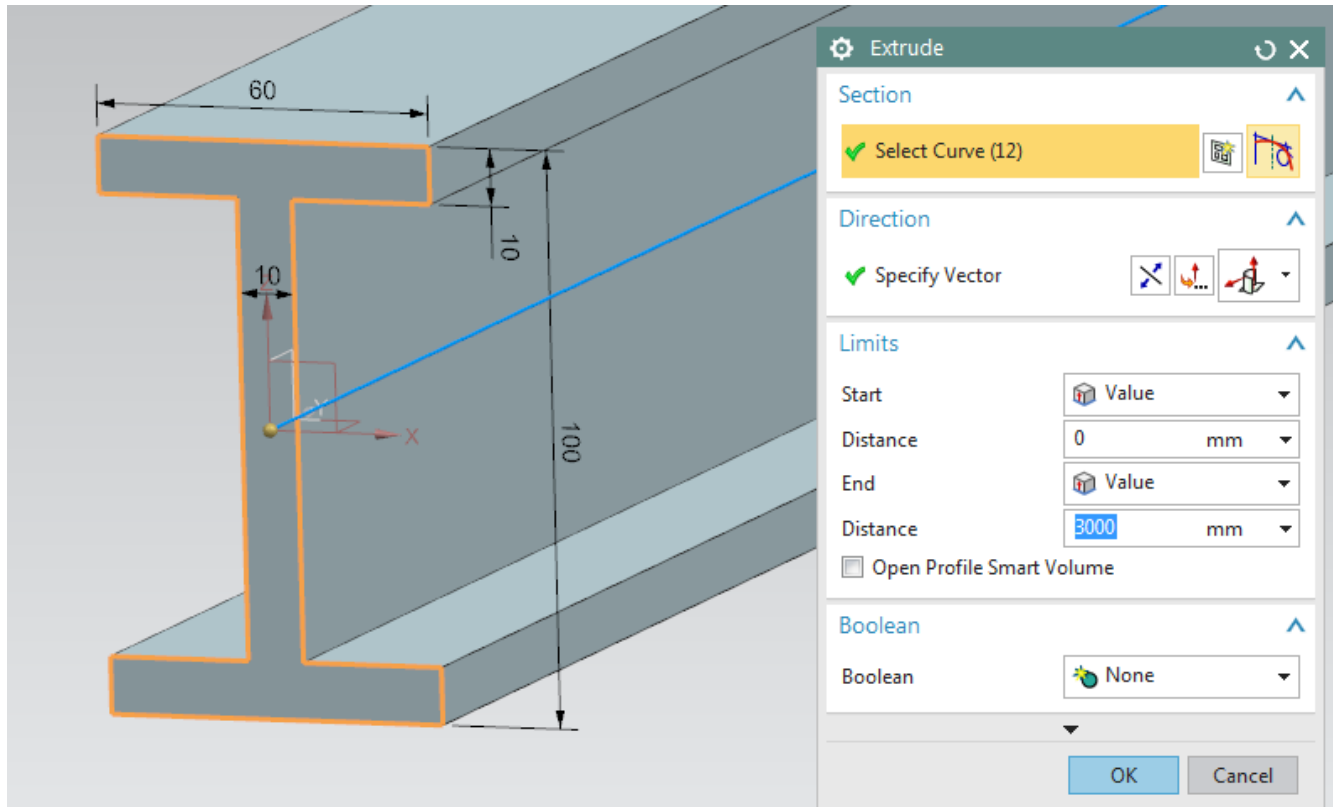 60
10
10
100
Y
X
Extrude
Section
Select Curve (12)
Direction
Specify Vector
Limits
Start Value
Distance 0 mm
End Value
Distance 3000 mm
Open Profile Smart Volume
Boolean
Boolean None
OK Cancel